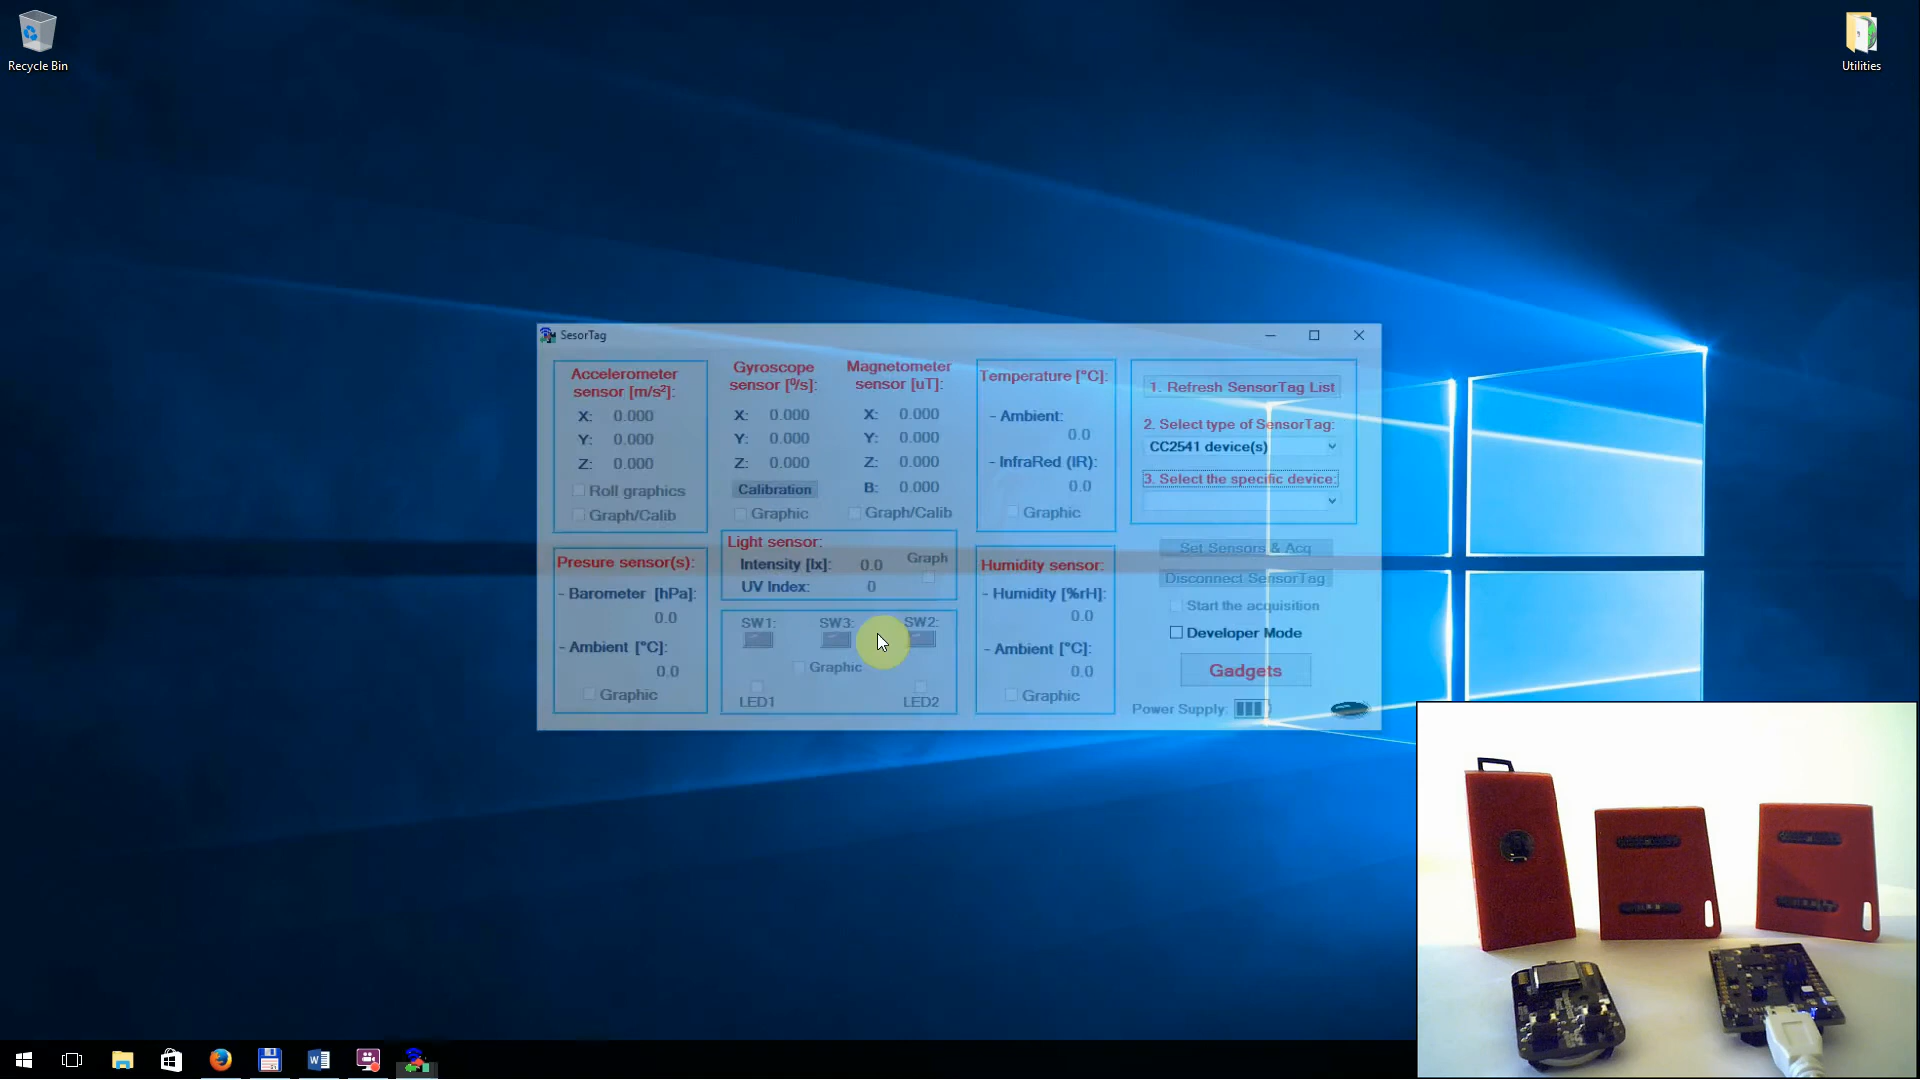 Recycle Bin
Utilities
SesorTag
Accelerometer
sensor [m/s²]:
X: 0.000
Y: 0.000
Z: 0.000
Roll graphics
Graph/Calib
Gyroscope
sensor [⁰/s]:
X: 0.000
Y: 0.000
Z: 0.000
Calibration
Graphic
Magnetometer
sensor [uT]:
X: 0.000
Y: 0.000
Z: 0.000
B: 0.000
Graph/Calib
Temperature [°C]:
- Ambient:
0.0
- InfraRed (IR):
0.0
Graphic
1. Refresh SensorTag List
2. Select type of SensorTag:
CC2541 device(s)
3. Select the specific device:
Presure sensor(s):
- Barometer [hPa]:
0.0
- Ambient [°C]:
0.0
Graphic
Light sensor:
Intensity [lx]: 0.0
Graph
UV Index: 0
SW1: SW3: SW2:
Graphic
LED1 LED2
Humidity sensor:
- Humidity [%rH]:
0.0
- Ambient [°C]:
0.0
Graphic
Set Sensors & Acq
Disconnect SensorTag
Start the acquisition
Developer Mode
Gadgets
Power Supply: